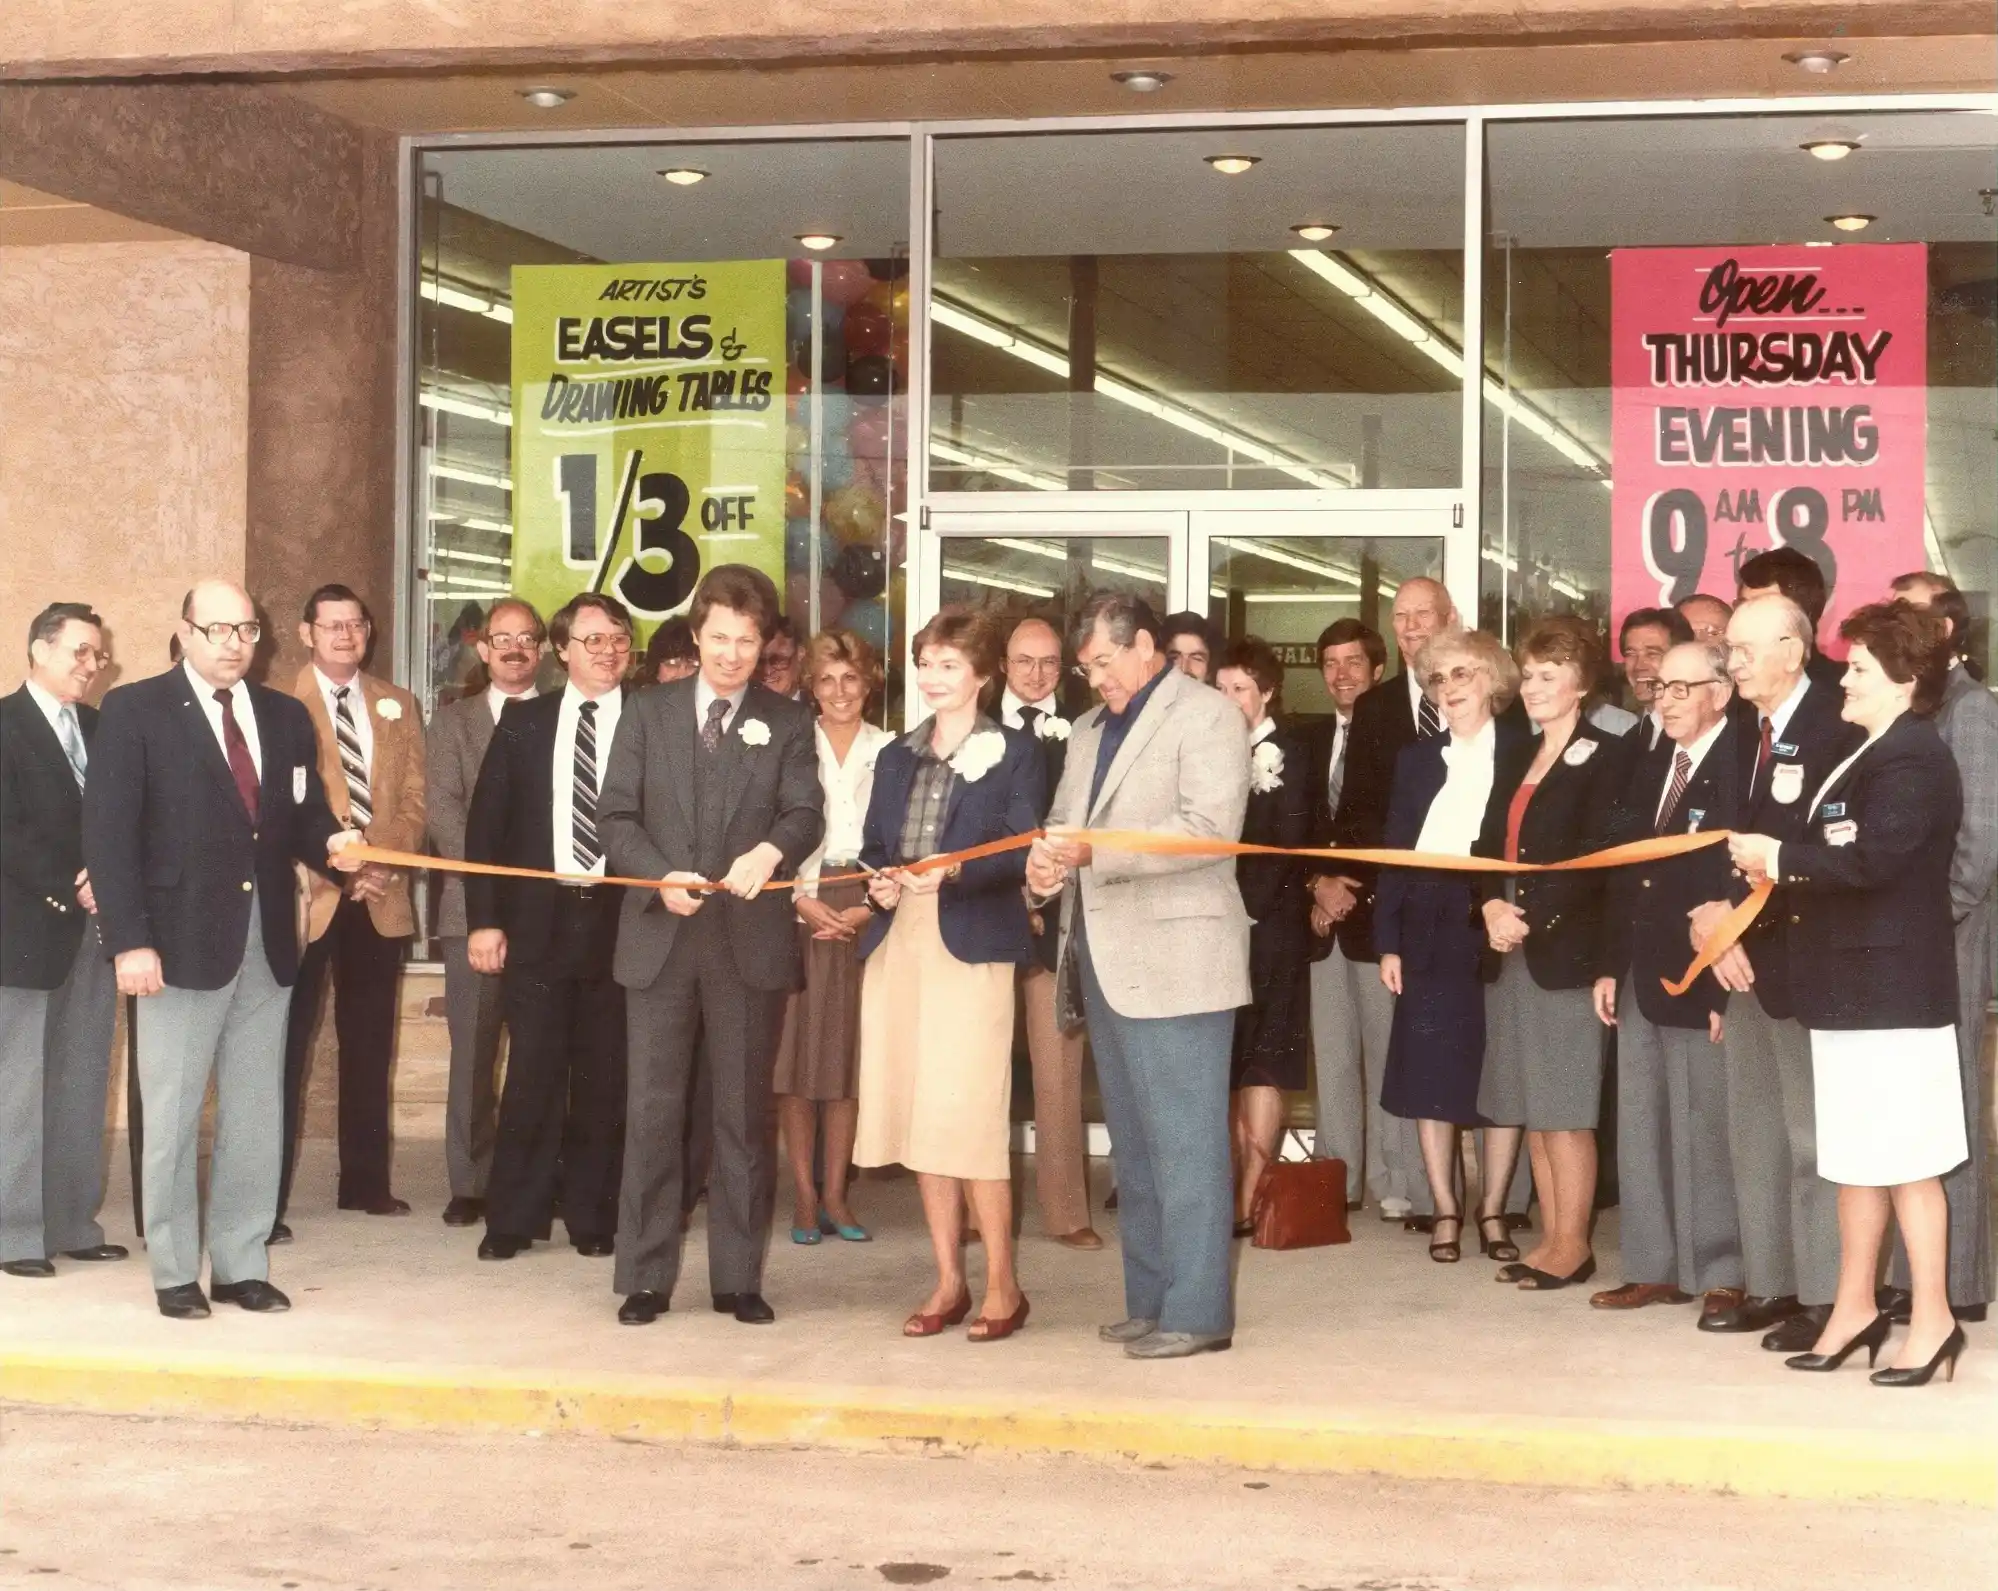 ARTIST'S
EASELS &
DRAWING TABLES
1/3 OFF
Open...
THURSDAY
EVENING
9 AM to 8 PM